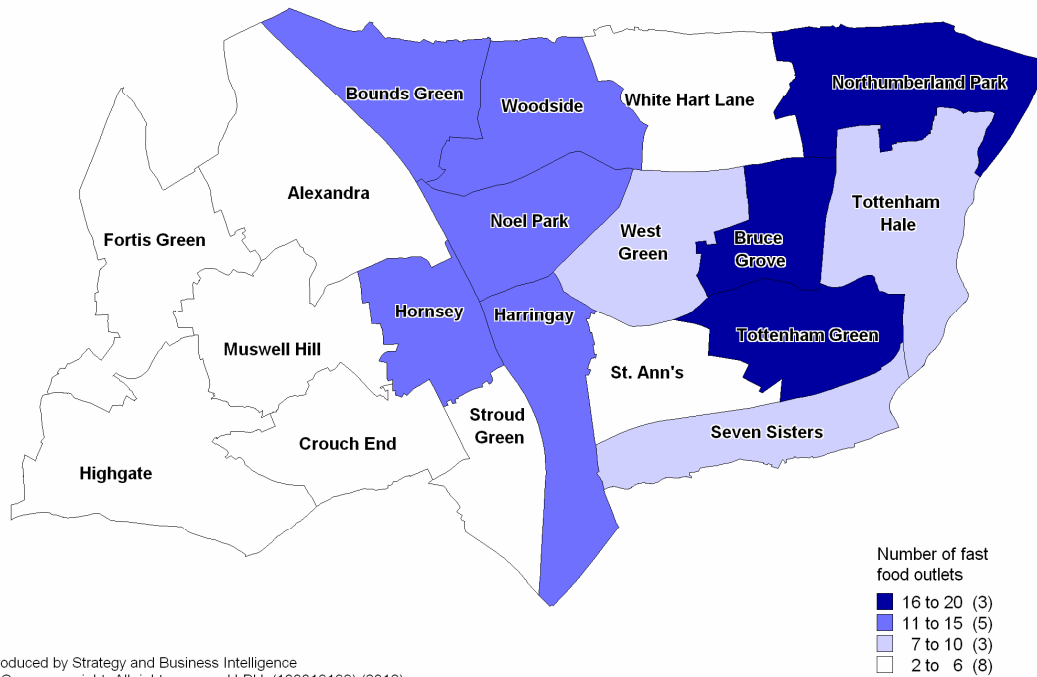 Northumberland Park
Bounds Green
Woodside
White Hart Lane
Alexandra
Tottenham
Hale
Noel Park
Fortis Green
West
Green
Bruce
Grove
Hornsey
Harringay
Tottenham Green
Muswell Hill
St. Ann's
Stroud
Green
Seven Sisters
Crouch End
Highgate
Number of fast
food outlets
16 to 20 (3)
11 to 15 (5)
7 to 10 (3)
2 to 6 (8)
oduced by Strategy and Business Intelligence